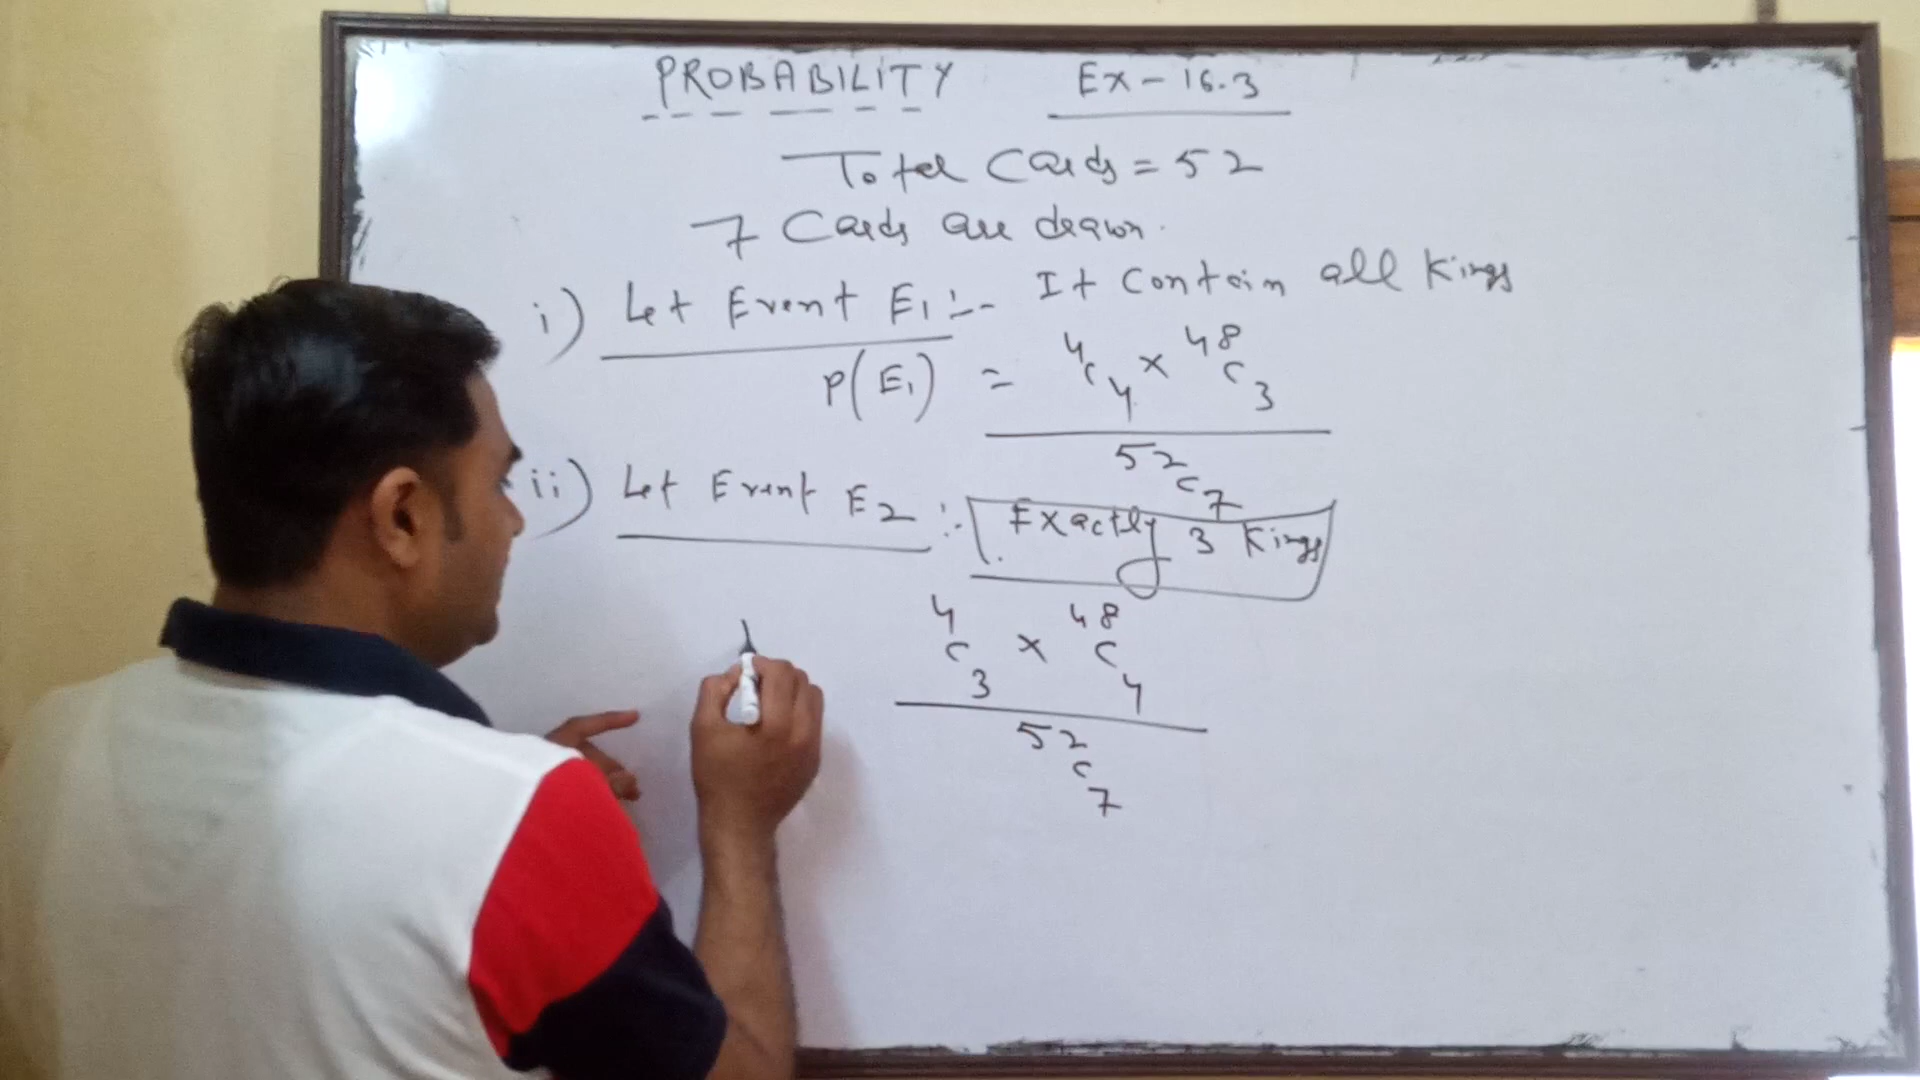 PROBABILITY Ex-16.3
Total Cards = 52
7 Cards are drawn.
i) Let Event E1 :- It Contain all Kings
P(E1) = 4C4 × 48C3
52C7
ii) Let Event E2 :- Exactly 3 Kings
4C3 × 48C4
52C7